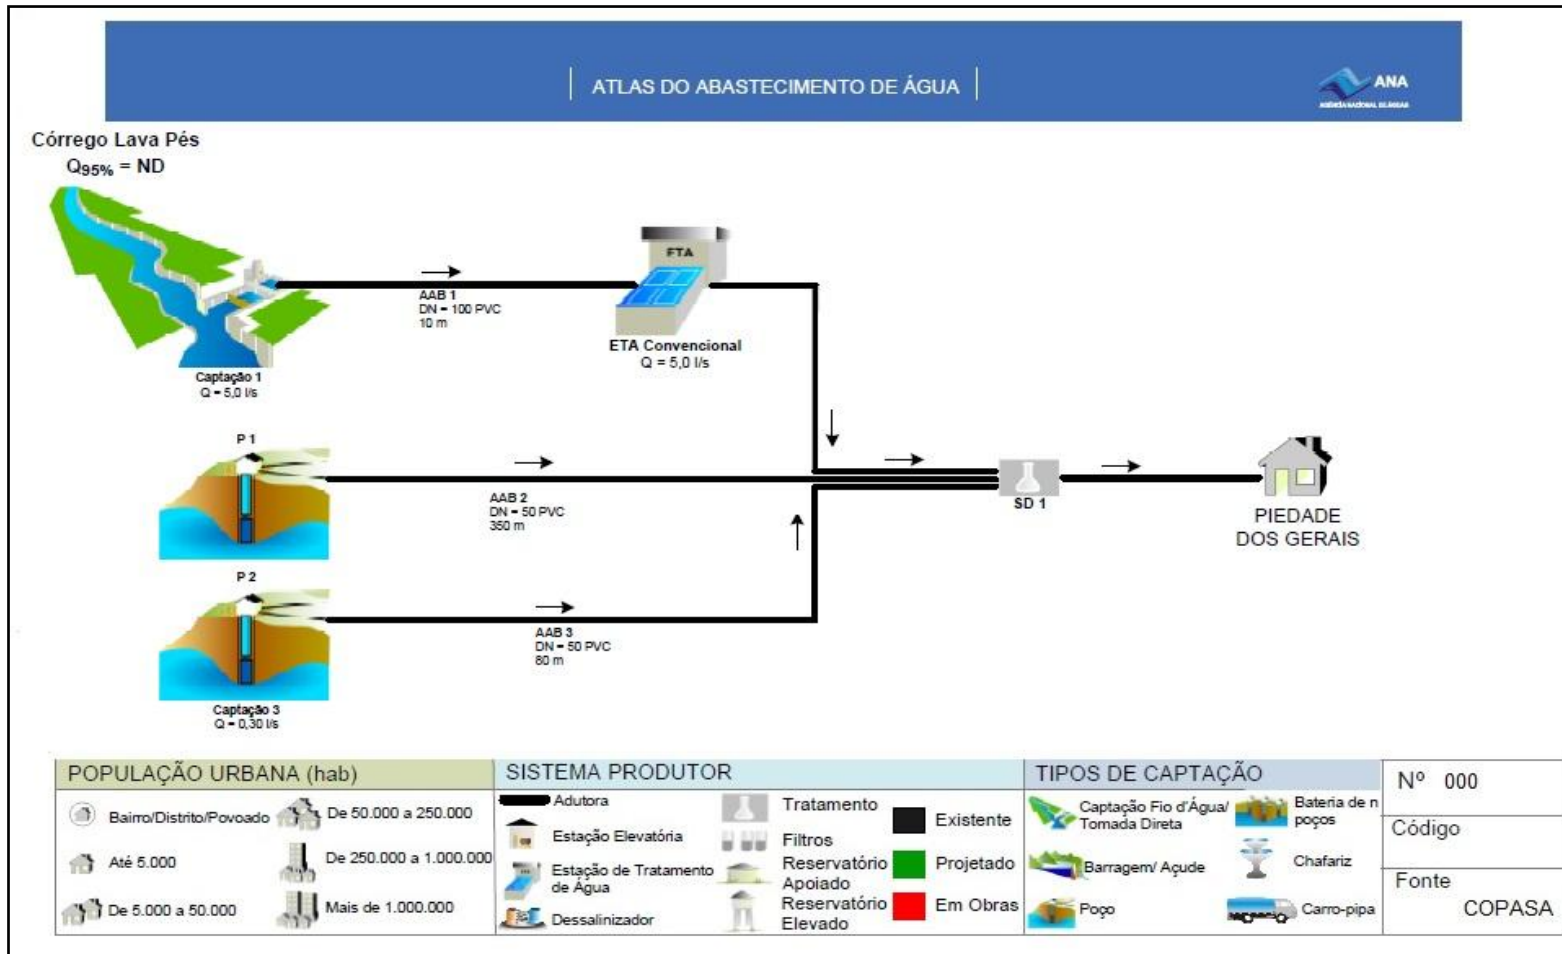 ATLAS DO ABASTECIMENTO DE ÁGUA
ANA
AGÊNCIA NACIONAL DE ÁGUAS
Córrego Lava Pés
Q95% = ND
AAB 1
DN = 100 PVC
10 m
ETA
ETA Convencional
Q = 5,0 l/s
Captação 1
Q = 5,0 l/s
P 1
AAB 2
DN = 50 PVC
350 m
SD 1
PIEDADE
DOS GERAIS
P 2
AAB 3
DN = 50 PVC
80 m
Captação 3
Q = 0,30 l/s
POPULAÇÃO URBANA (hab)
Bairro/Distrito/Povoado
De 50.000 a 250.000
Até 5.000
De 250.000 a 1.000.000
De 5.000 a 50.000
Mais de 1.000.000
SISTEMA PRODUTOR
Adutora
Estação Elevatória
Estação de Tratamento
de Água
Dessalinizador
Tratamento
Filtros
Reservatório
Apoiado
Reservatório
Elevado
Existente
Projetado
Em Obras
TIPOS DE CAPTAÇÃO
Captação Fio d'Água/
Tomada Direta
Barragem/ Açude
Poço
Bateria de n
poços
Chafariz
Carro-pipa
Nº 000
Código
Fonte
COPASA